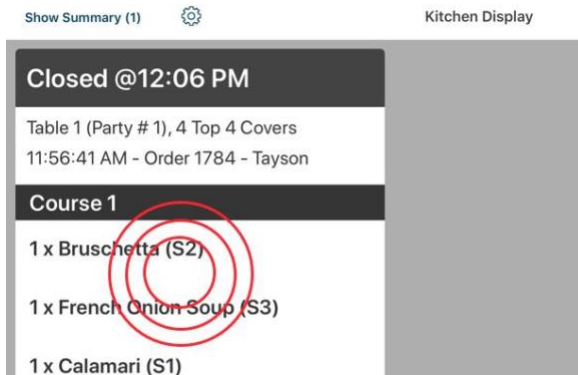 Show Summary (1) Kitchen Display
Closed @12:06 PM
Table 1 (Party # 1), 4 Top 4 Covers
11:56:41 AM - Order 1784 - Tayson
Course 1
1 x Bruschetta (S2)
1 x French Onion Soup (S3)
1 x Calamari (S1)